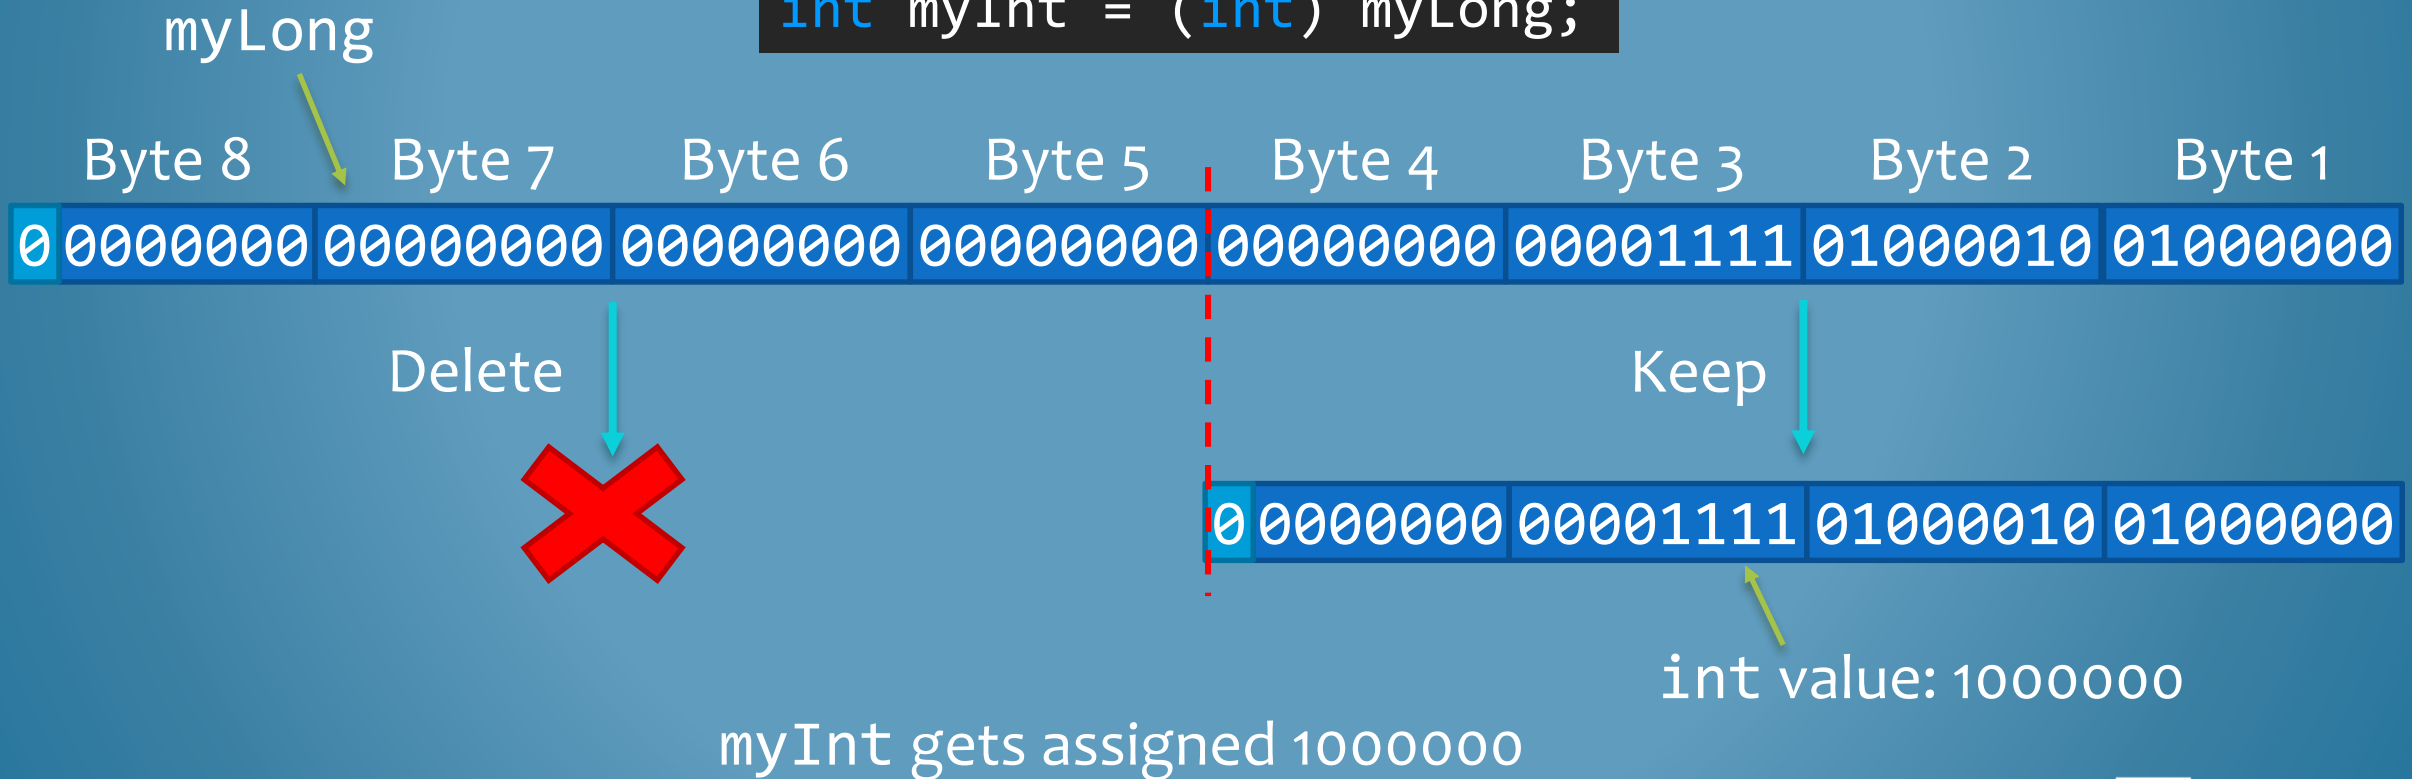 int myInt = (int) myLong;
myLong
Byte 8 Byte 7 Byte 6 Byte 5 Byte 4 Byte 3 Byte 2 Byte 1
0 0000000 00000000 00000000 00000000 00000000 00001111 01000010 01000000
Delete Keep
0 0000000 00001111 01000010 01000000
int value: 1000000
myInt gets assigned 1000000